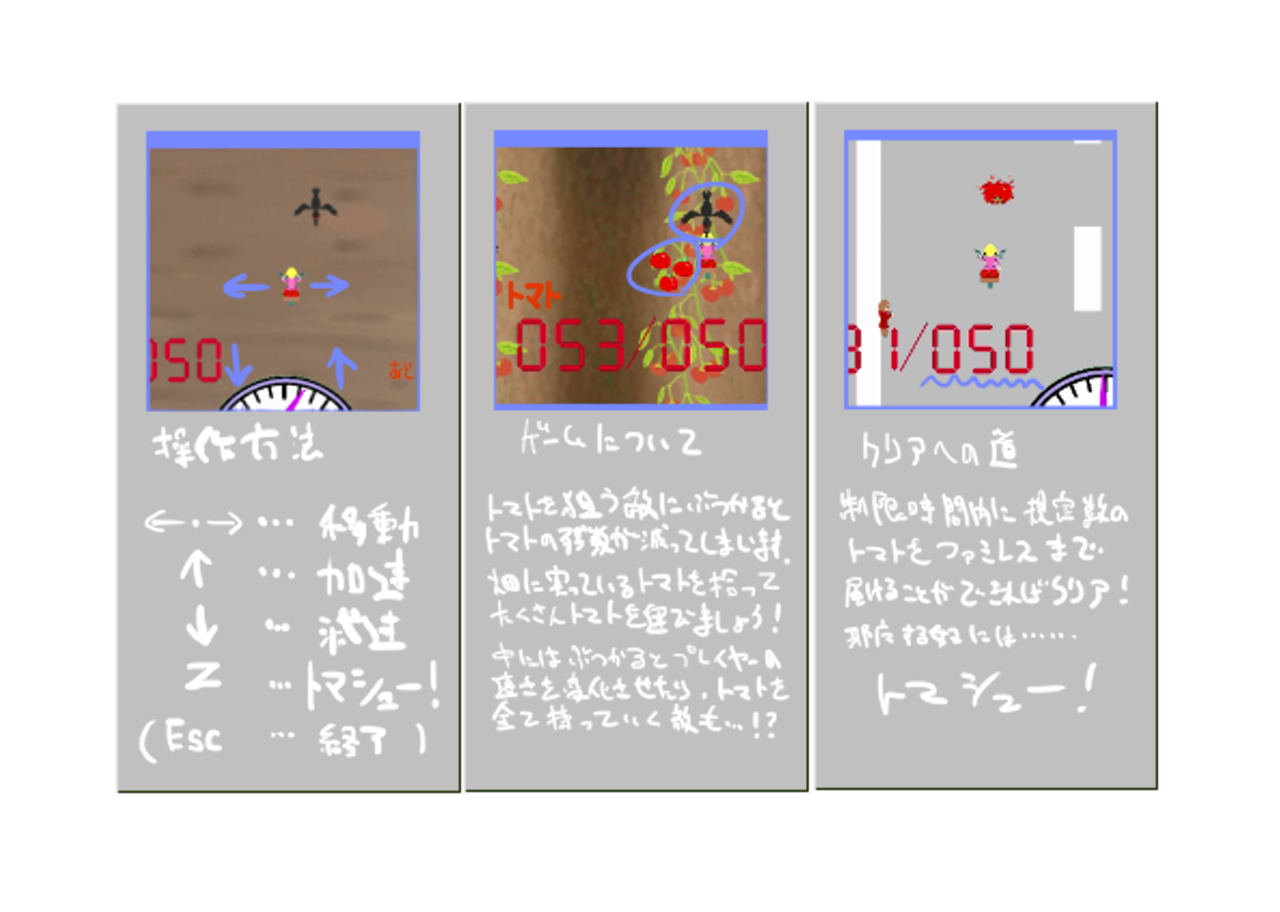 050
あと
操作方法
←・→ … 移動
↑ … 加速
↓ … 減速
Z … トマシュー!
(Esc … 終了)
トマト
053/050
ゲームについて
トマトを狙う敵にぶつかると
トマトの残数が減ってしまいます.
畑に実っているトマトを拾って
たくさんトマトを運びましょう!
中にはぶつかるとプレイヤーの
速さを変化させたり、トマトを
全て持っていく敵も…!?
31/050
クリアへの道
制限時間内に規定数の
トマトをファミレスまで
届けることができればクリア!
邪魔する奴には……
トマシュー!